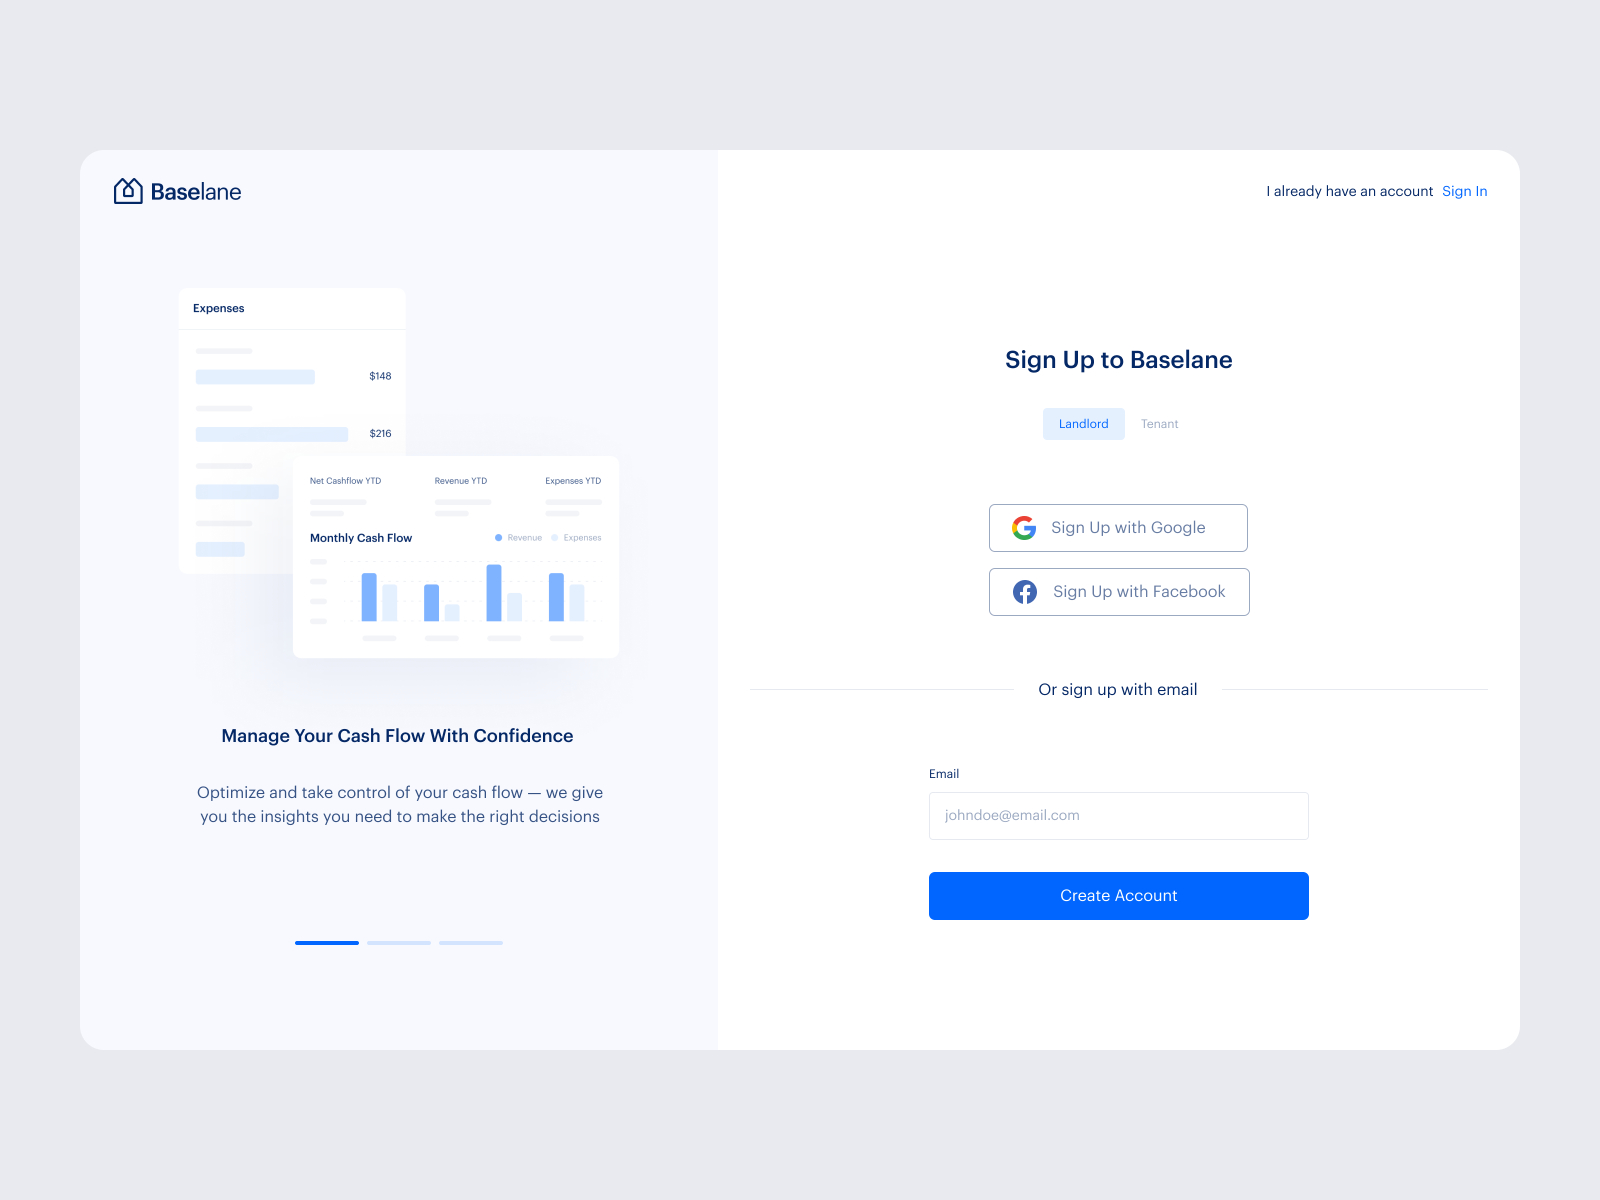 Baselane
I already have an account Sign In
Expenses
$148
$216
Net Cashflow YTD
Revenue YTD
Expenses YTD
Monthly Cash Flow
Revenue
Expenses
Manage Your Cash Flow With Confidence
Optimize and take control of your cash flow — we give
you the insights you need to make the right decisions
Sign Up to Baselane
Landlord
Tenant
Sign Up with Google
Sign Up with Facebook
Or sign up with email
Email
johndoe@email.com
Create Account